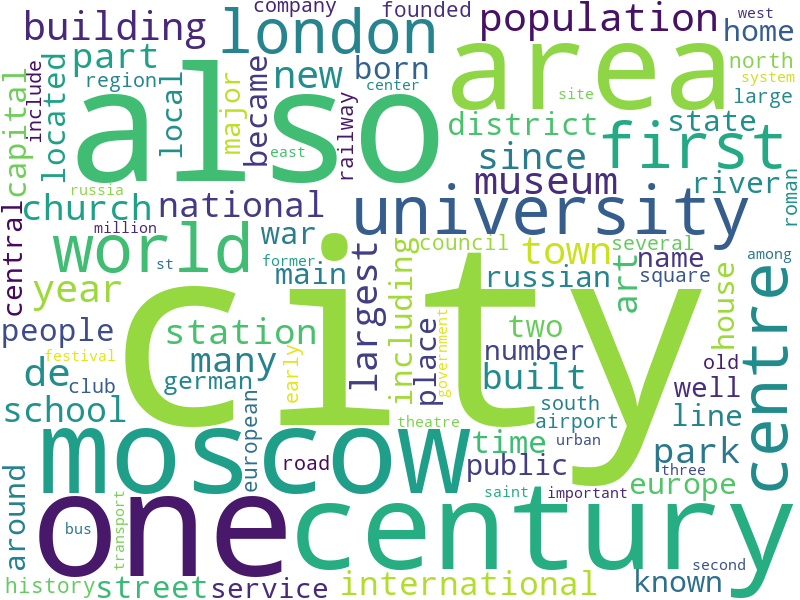 company
founded
west
building
london
population
home
part
also
area
north
include
region
new
born
center
system
capital
located
local
major
became
railway
site
large
district
state
first
east
since
museum
river
roman
russia
church
national
university
central
million
world
war
council
town
several
name
among
st
former
main
largest
including
russian
art
square
house
year
city
people
station
place
government
two
number
festival
many
old
de
club
german
early
built
well
school
european
south
airport
line
theatre
moscow
time
urban
park
road
public
three
around
one
century
saint
important
europe
bus
transport
second
history
street
service
international
known